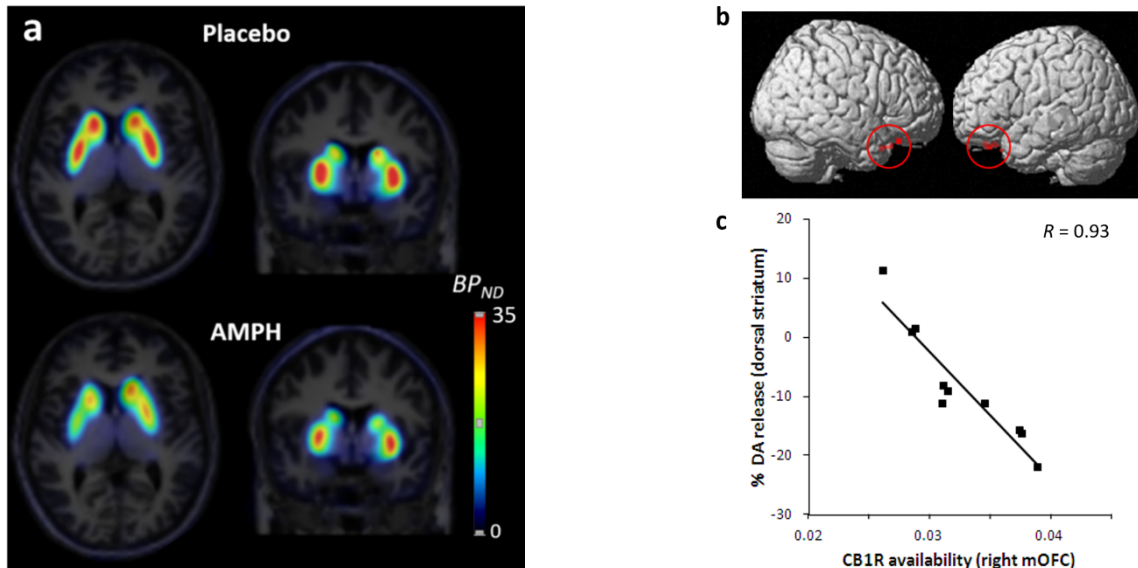 a
Placebo
BP_ND
35
AMPH
0
b
c
R = 0.93
% DA release (dorsal striatum)
20
10
0
-10
-20
-30
0.02
0.03
0.04
CB1R availability (right mOFC)